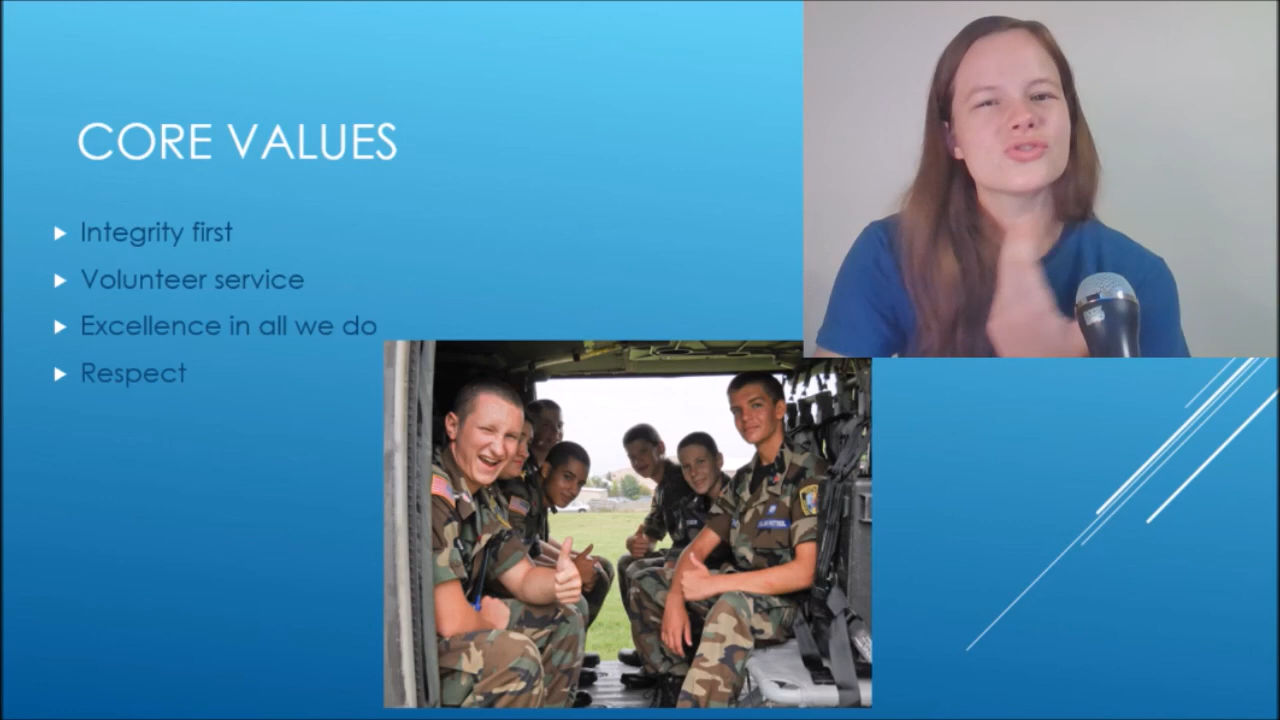 CORE VALUES
Integrity first
Volunteer service
Excellence in all we do
Respect